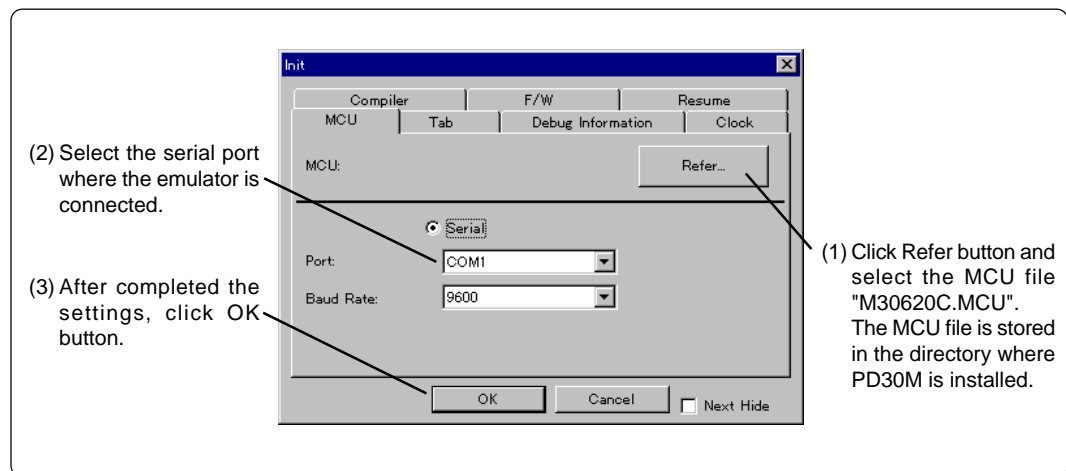 Init
Compiler F/W Resume
MCU Tab Debug Information Clock
MCU:
Refer...
Serial
Port: COM1
Baud Rate: 9600
OK Cancel Next Hide
(2) Select the serial port
where the emulator is
connected.
(3) After completed the
settings, click OK
button.
(1) Click Refer button and
select the MCU file
"M30620C.MCU".
The MCU file is stored
in the directory where
PD30M is installed.